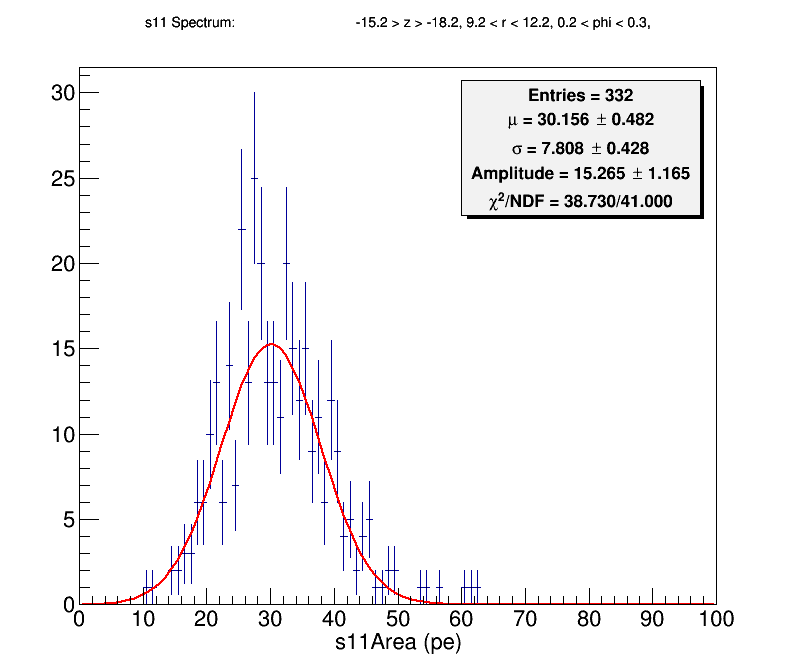 s11 Spectrum: -15.2 > z > -18.2, 9.2 < r < 12.2, 0.2 < phi < 0.3,
Entries = 332
μ = 30.156 ± 0.482
σ = 7.808 ± 0.428
Amplitude = 15.265 ± 1.165
χ²/NDF = 38.730/41.000
30
25
20
15
10
5
0
0 10 20 30 40 50 60 70 80 90 100
s11Area (pe)